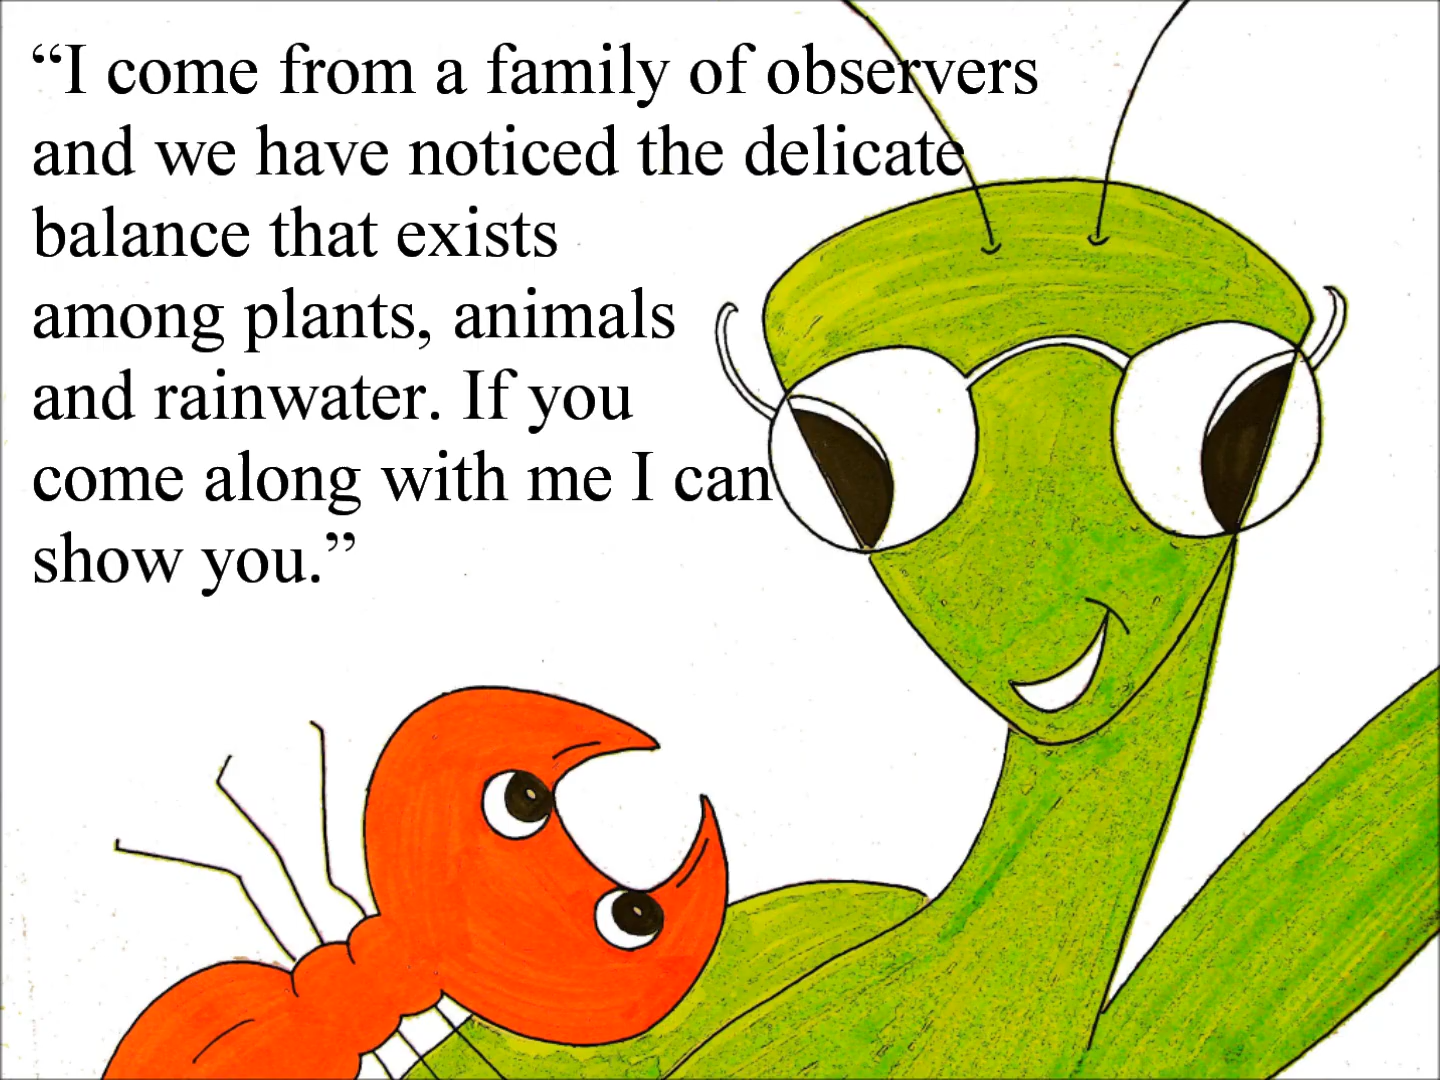 “I come from a family of observers
and we have noticed the delicate
balance that exists
among plants, animals
and rainwater. If you
come along with me I can
show you.”